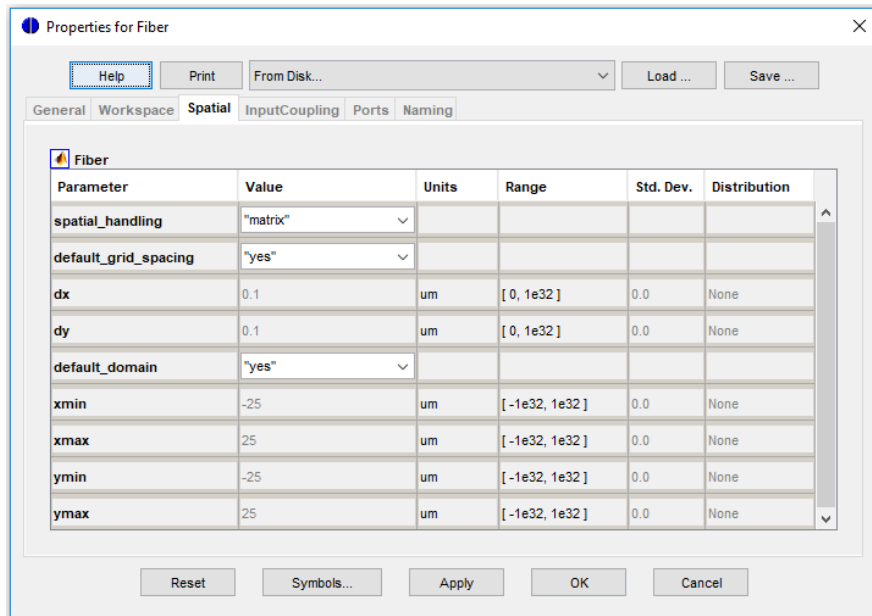 Properties for Fiber
Help Print From Disk... Load ... Save ...
General Workspace Spatial InputCoupling Ports Naming
Fiber
Parameter Value Units Range Std. Dev. Distribution
spatial_handling "matrix"
default_grid_spacing "yes"
dx 0.1 um [ 0, 1e32 ] 0.0 None
dy 0.1 um [ 0, 1e32 ] 0.0 None
default_domain "yes"
xmin -25 um [ -1e32, 1e32 ] 0.0 None
xmax 25 um [ -1e32, 1e32 ] 0.0 None
ymin -25 um [ -1e32, 1e32 ] 0.0 None
ymax 25 um [ -1e32, 1e32 ] 0.0 None
Reset Symbols... Apply OK Cancel